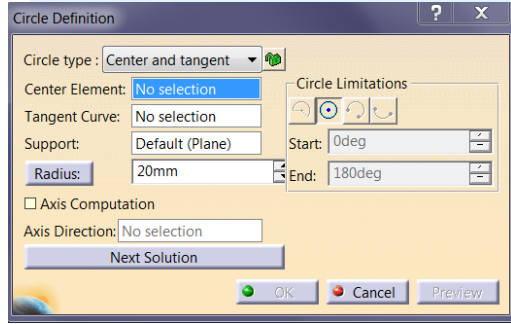 Circle Definition
? X
Circle type : Center and tangent
Center Element: No selection
Tangent Curve: No selection
Support: Default (Plane)
Radius: 20mm
Axis Computation
Axis Direction: No selection
Next Solution
Circle Limitations
Start: 0deg
End: 180deg
OK Cancel Preview